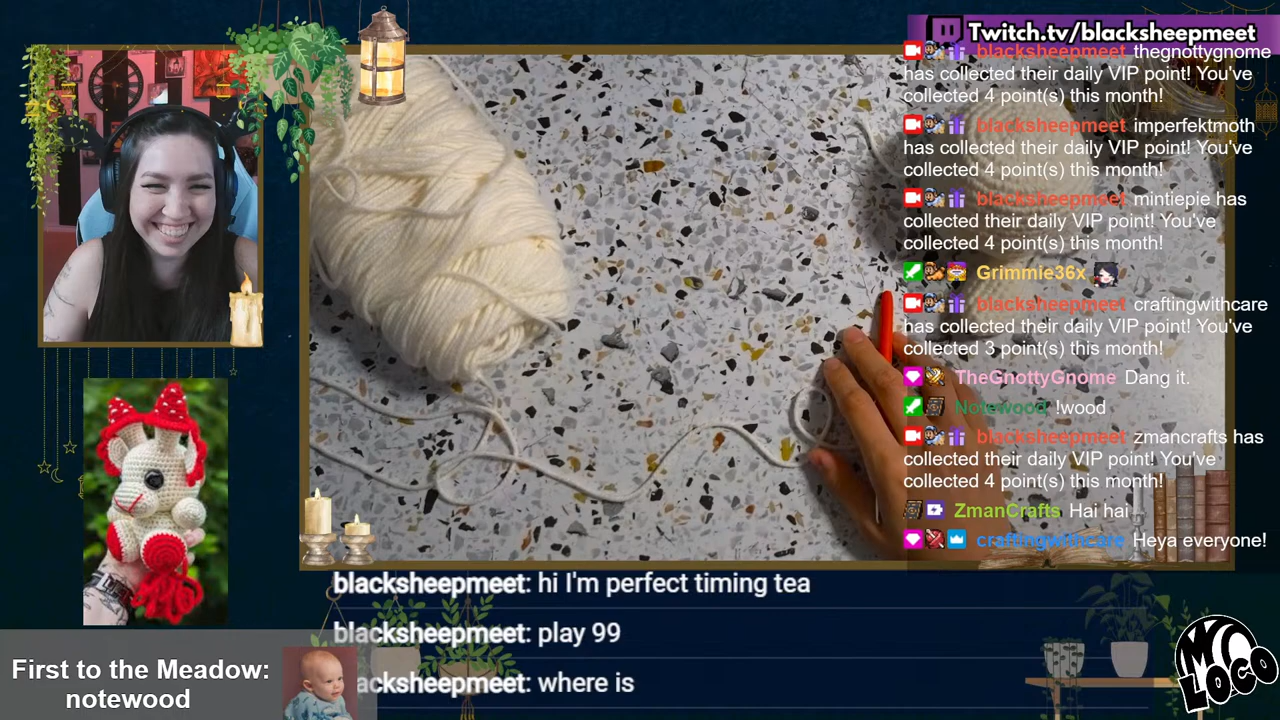 Twitch.tv/blacksheepmeet
blacksheepmeet thegnottygnome
has collected their daily VIP point! You've
collected 4 point(s) this month!
blacksheepmeet imperfektmoth
has collected their daily VIP point! You've
collected 4 point(s) this month!
blacksheepmeet mintiepie has
collected their daily VIP point! You've
collected 4 point(s) this month!
Grimmie36x
blacksheepmeet craftingwithcare
has collected their daily VIP point! You've
collected 3 point(s) this month!
TheGnottyGnome Dang it.
Notewood !wood
blacksheepmeet zmancrafts has
collected their daily VIP point! You've
collected 4 point(s) this month!
ZmanCrafts Hai hai
craftingwithcare Heya everyone!
blacksheepmeet: hi I'm perfect timing tea
blacksheepmeet: play 99
acksheepmeet: where is
First to the Meadow:
notewood
MC
LOCO